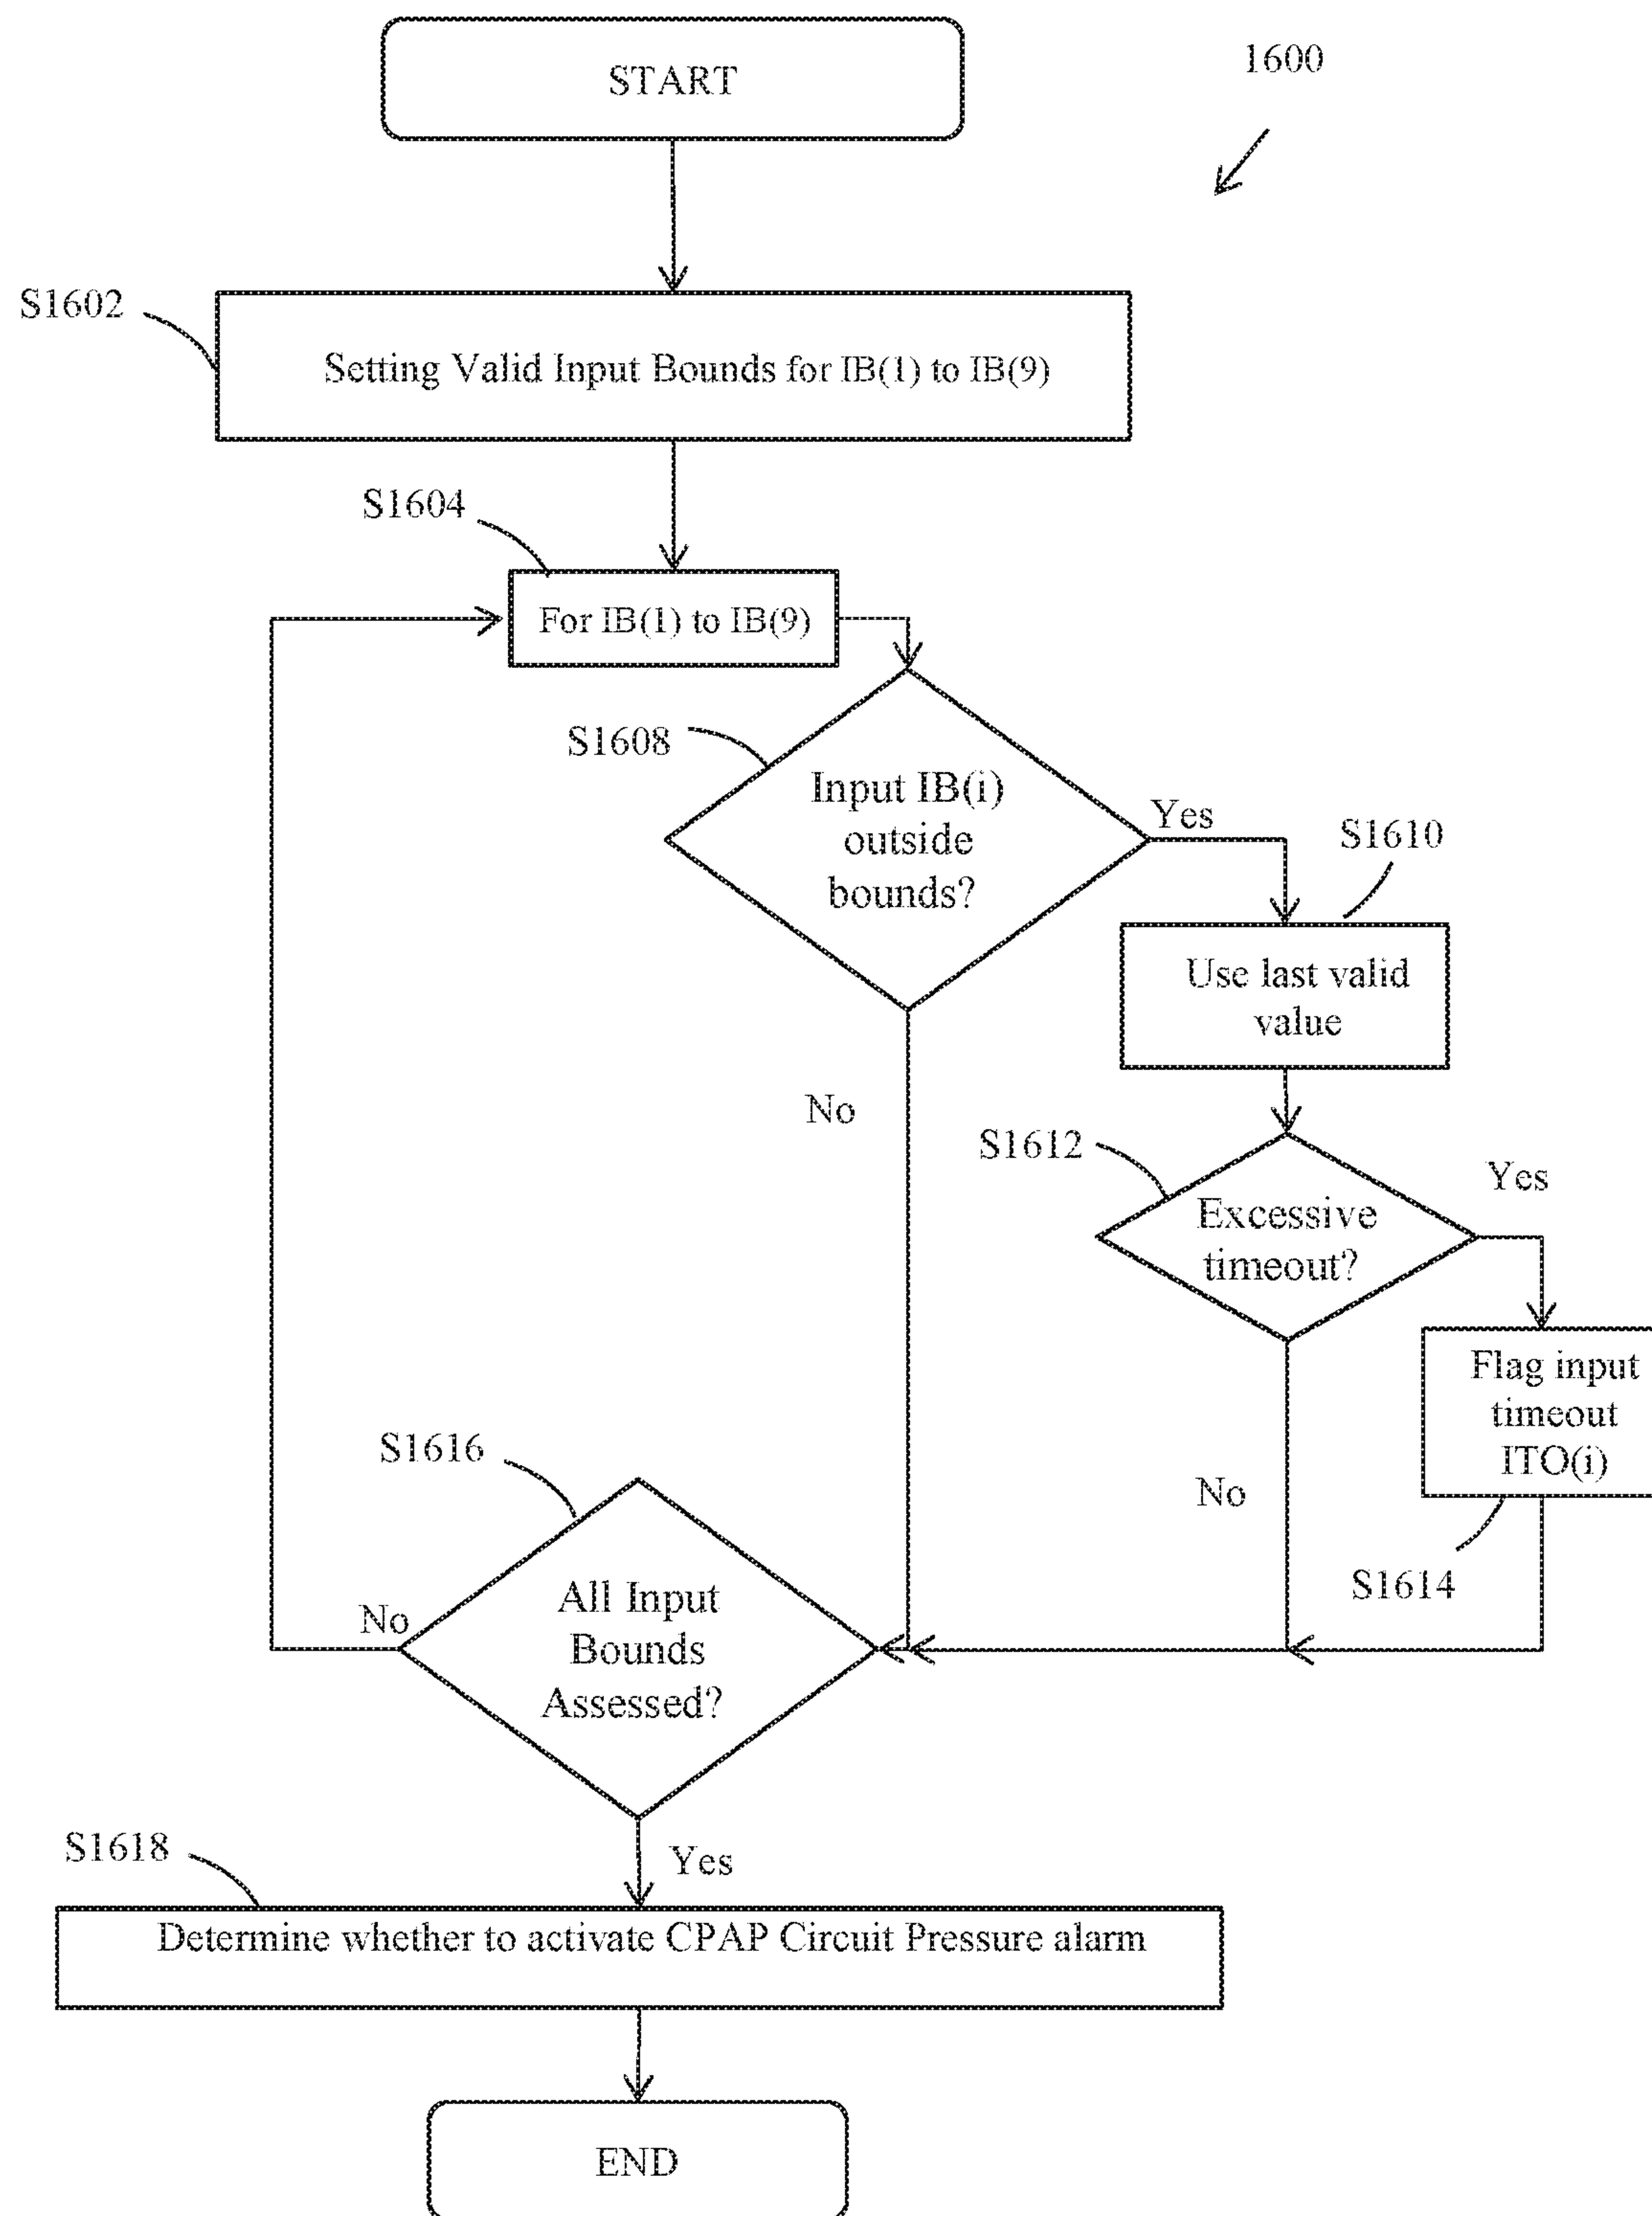 START
1600
S1602
Setting Valid Input Bounds for IB(1) to IB(9)
S1604
For IB(1) to IB(9)
S1608
Input IB(i)
outside
bounds?
Yes
S1610
Use last valid
value
No
S1612
Excessive
timeout?
Yes
Flag input
timeout
ITO(i)
No
S1614
S1616
All Input
Bounds
Assessed?
No
Yes
S1618
Determine whether to activate CPAP Circuit Pressure alarm
END